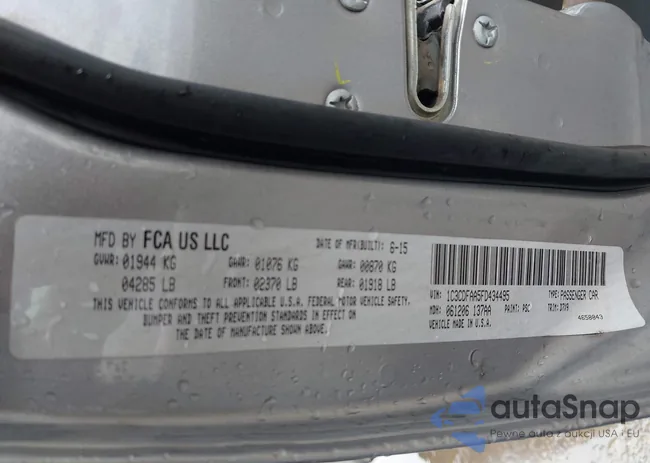 MFD BY FCA US LLC
DATE OF MFR(BUILT): 6-15
GVWR: 01944 KG GAWR: 01076 KG GAWR: 00870 KG
04285 LB FRONT: 02370 LB REAR: 01918 LB
THIS VEHICLE CONFORMS TO ALL APPLICABLE U.S.A. FEDERAL MOTOR VEHICLE SAFETY,
BUMPER AND THEFT PREVENTION STANDARDS IN EFFECT ON
THE DATE OF MANUFACTURE SHOWN ABOVE.
VIN: 1C3CDFAA5FD434495 TYPE: PASSENGER CAR
MDH: 061206 137AA PAINT: PSC TRIM: DTX9
VEHICLE MADE IN U.S.A. 4658843
autoSnap
Pewne auta z aukcji USA i EU